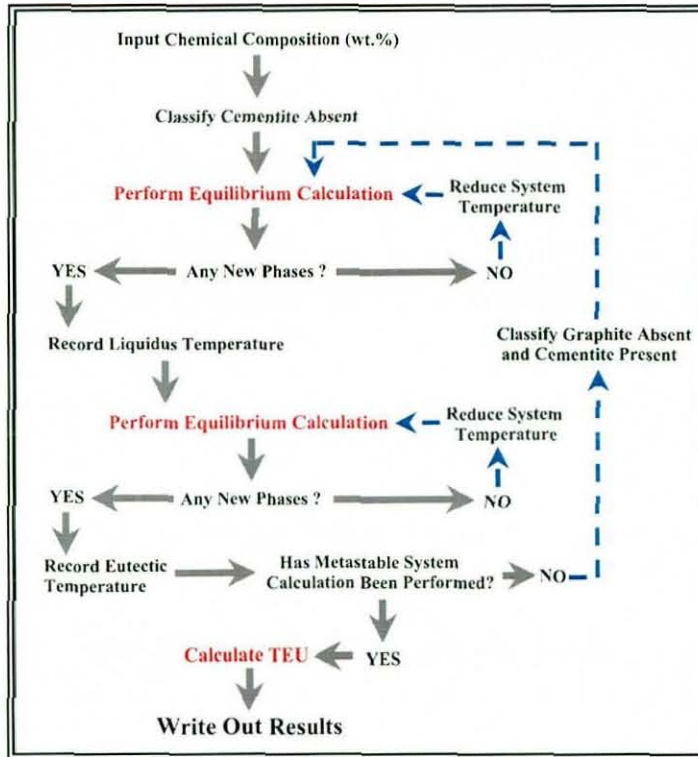 Input Chemical Composition (wt.%)
Classify Cementite Absent
Perform Equilibrium Calculation
Reduce System
Temperature
YES
Any New Phases ?
NO
Record Liquidus Temperature
Classify Graphite Absent
and Cementite Present
Perform Equilibrium Calculation
Reduce System
Temperature
YES
Any New Phases ?
NO
Record Eutectic
Temperature
Has Metastable System
Calculation Been Performed?
NO
Calculate TEU
YES
Write Out Results